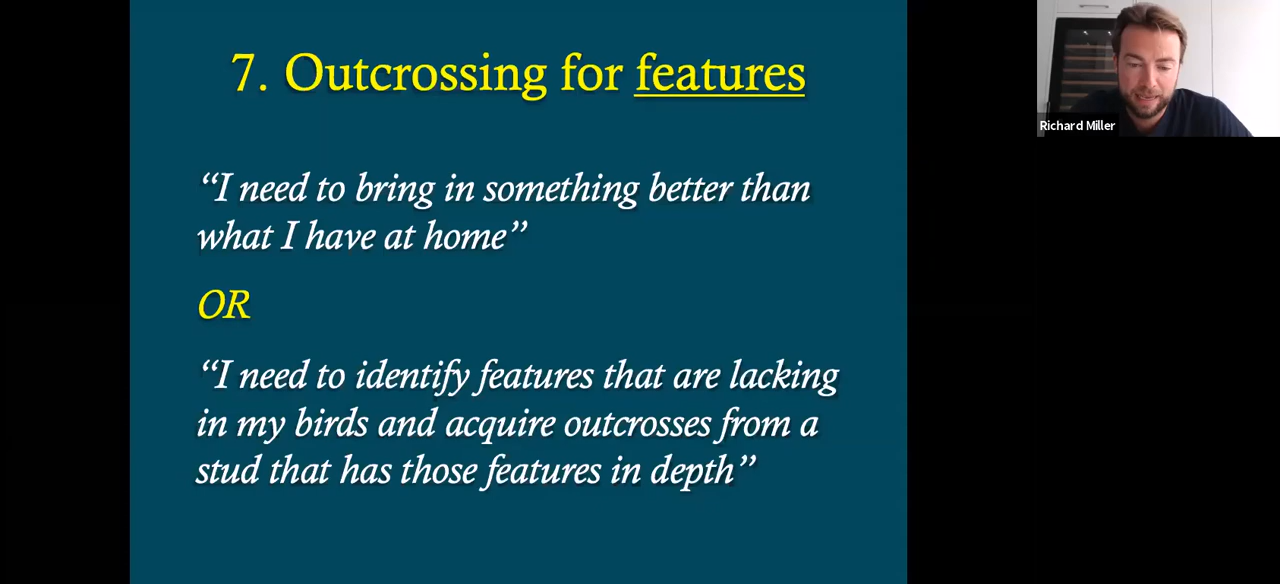 7. Outcrossing for features
“I need to bring in something better than
what I have at home”
OR
“I need to identify features that are lacking
in my birds and acquire outcrosses from a
stud that has those features in depth”
Richard Miller